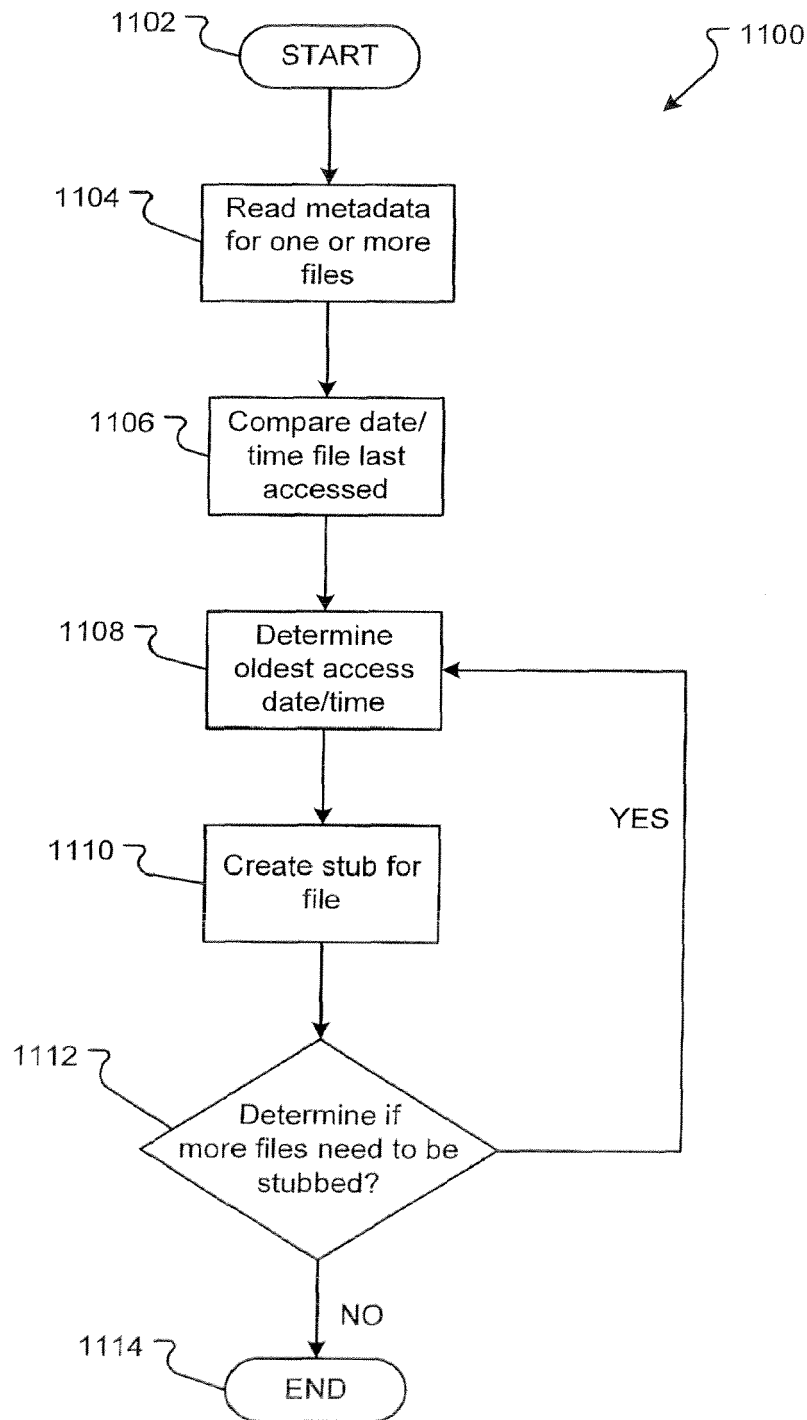 1102
START
1100
1104
Read metadata
for one or more
files
1106
Compare date/
time file last
accessed
1108
Determine
oldest access
date/time
YES
1110
Create stub for
file
1112
Determine if
more files need to be
stubbed?
NO
1114
END